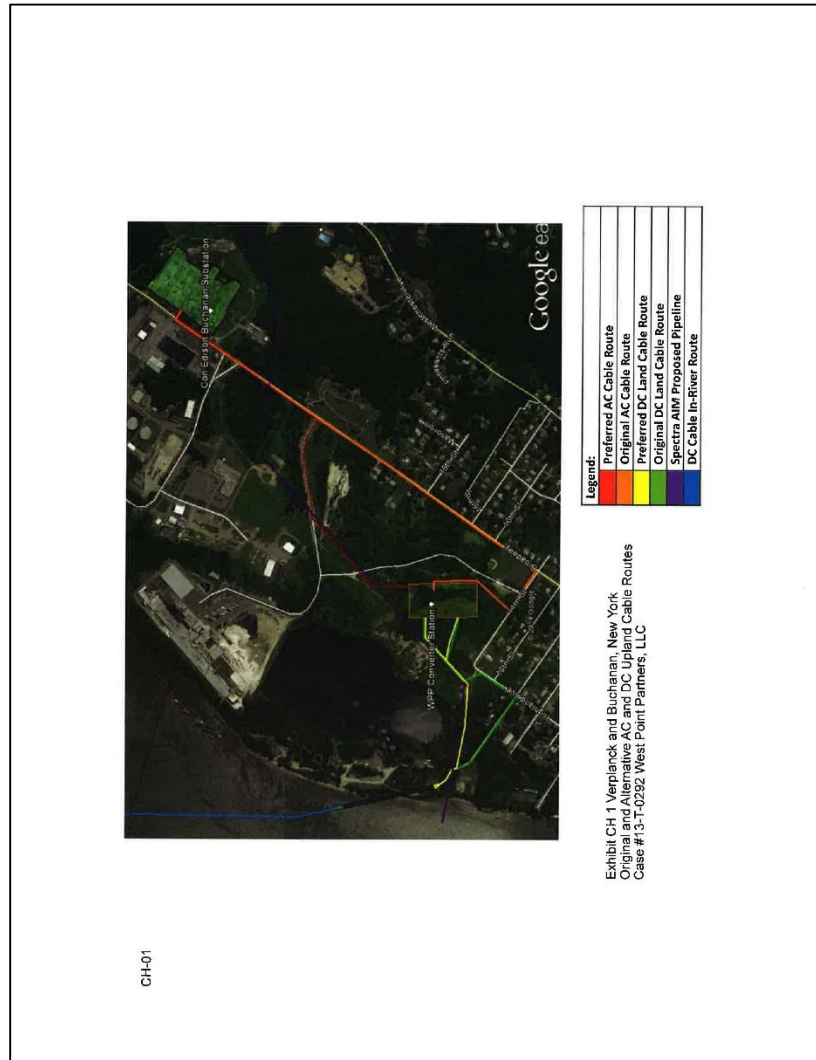 CH-01
Con Edison Buchanan Substation
WPP Converter Station
Westchester Ave
Broadway
Google ea
Exhibit CH 1 Verplanck and Buchanan, New York
Original and Alternative AC and DC Upland Cable Routes
Case #13-T-0292 West Point Partners, LLC
Legend:
Preferred AC Cable Route
Original AC Cable Route
Preferred DC Land Cable Route
Original DC Land Cable Route
Spectra AIM Proposed Pipeline
DC Cable In-River Route